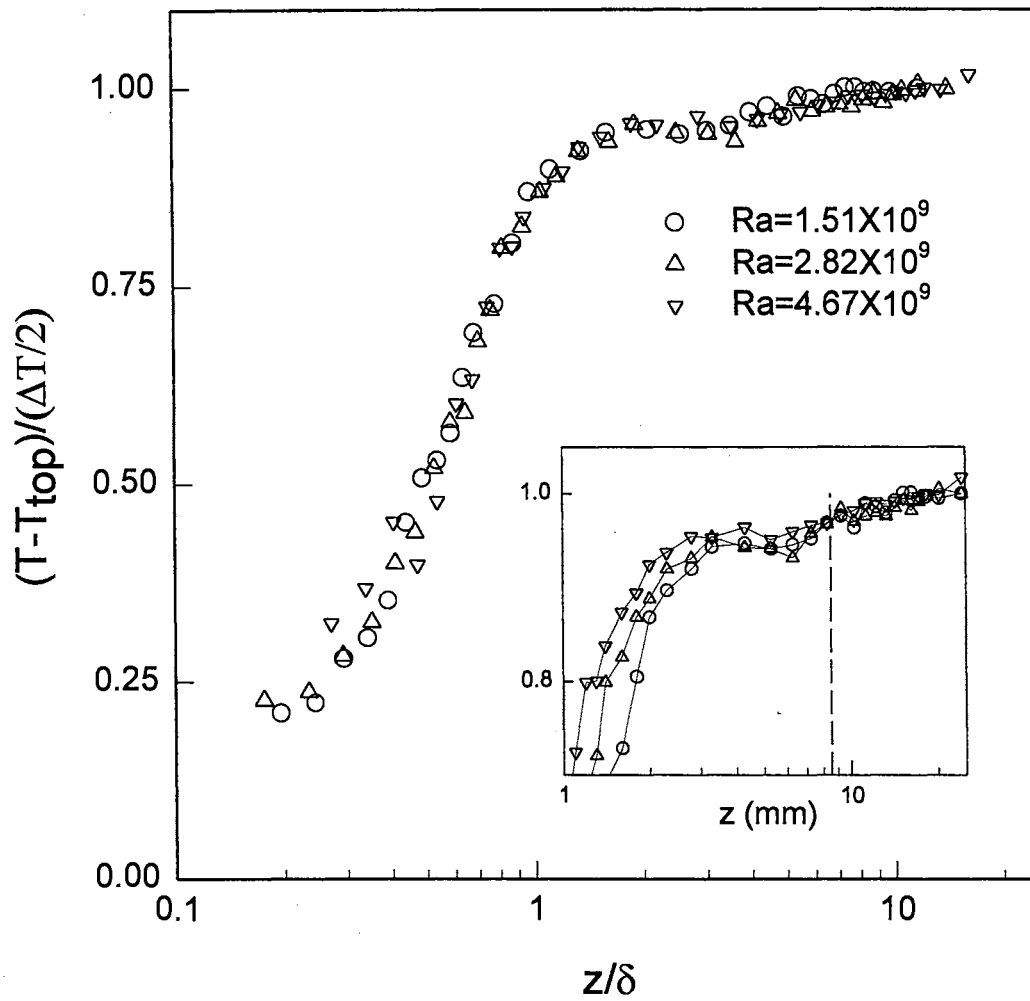 1.00
0.75
0.50
0.25
0.00
(T-Ttop)/(ΔT/2)
Ra=1.51X10⁹
Ra=2.82X10⁹
Ra=4.67X10⁹
1.0
0.8
1
10
z (mm)
0.1
1
10
z/δ